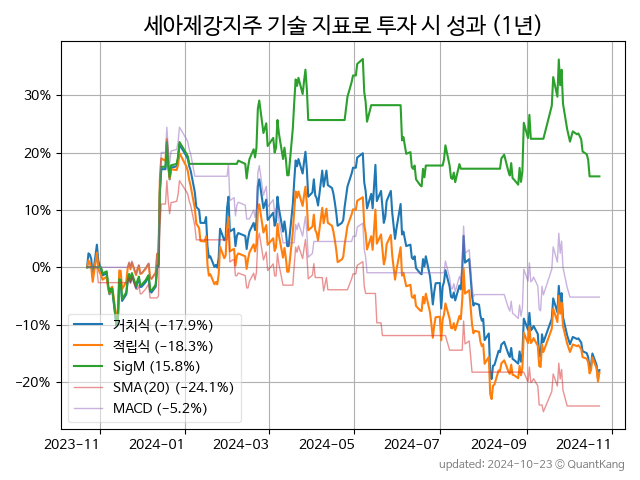 세아제강지주 기술 지표로 투자 시 성과 (1년)
30%
20%
10%
0%
−10%
−20%
거치식 (−17.9%)
적립식 (−18.3%)
SigM (15.8%)
SMA(20) (−24.1%)
MACD (−5.2%)
2023-11 2024-01 2024-03 2024-05 2024-07 2024-09 2024-11
updated: 2024-10-23 © QuantKang